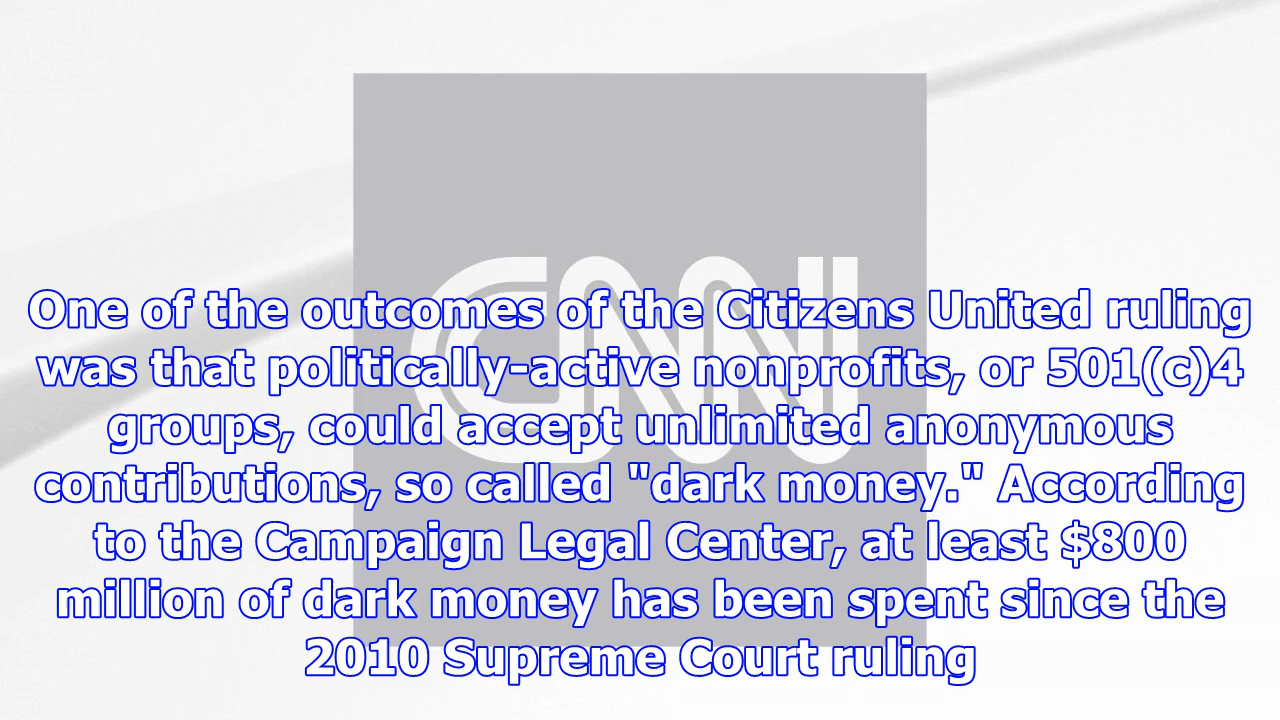 CNN
One of the outcomes of the Citizens United ruling
was that politically-active nonprofits, or 501(c)4
groups, could accept unlimited anonymous
contributions, so called "dark money." According
to the Campaign Legal Center, at least $800
million of dark money has been spent since the
2010 Supreme Court ruling